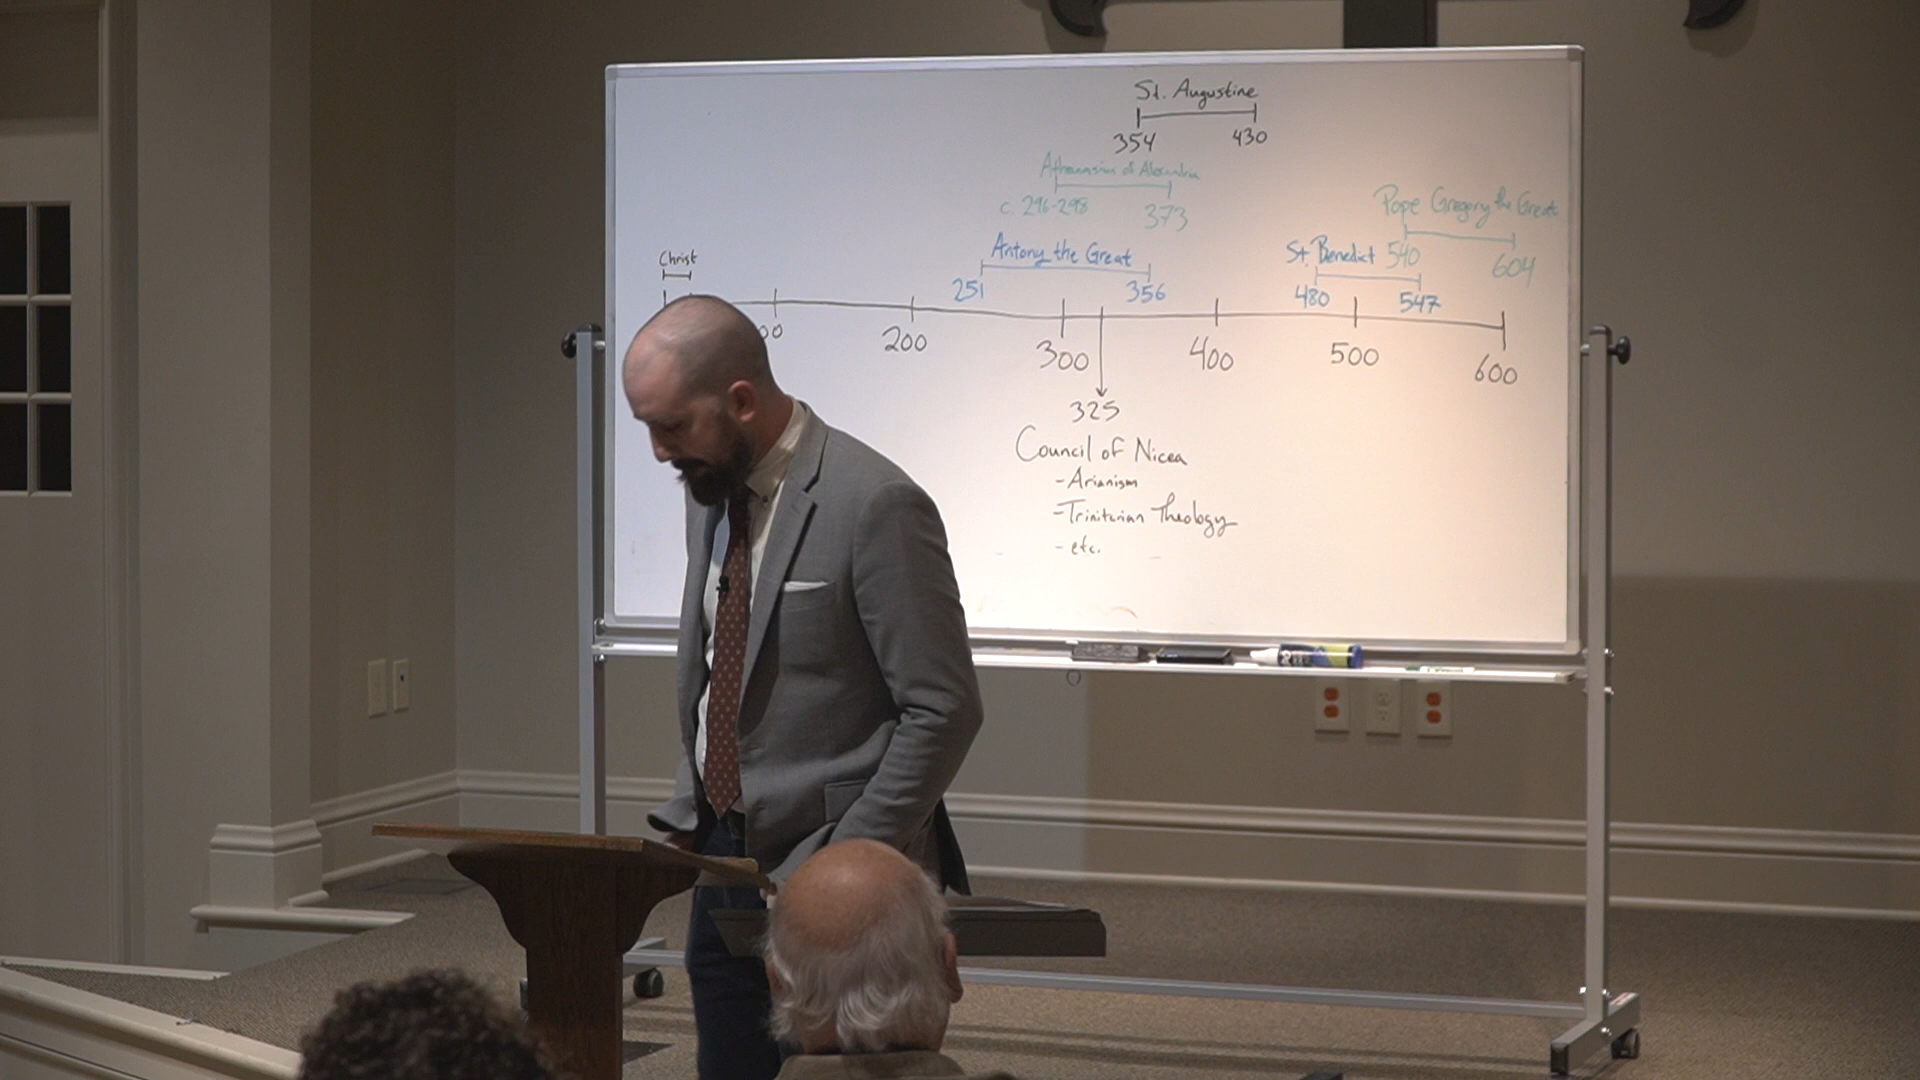 St. Augustine
354 430
Athanasius of Alexandria
c. 296-298 373
Pope Gregory the Great
540 604
Christ
Antony the Great
251 356
St. Benedict
480 547
00 200 300 400 500 600
325
Council of Nicea
- Arianism
- Trinitarian Theology
- etc.